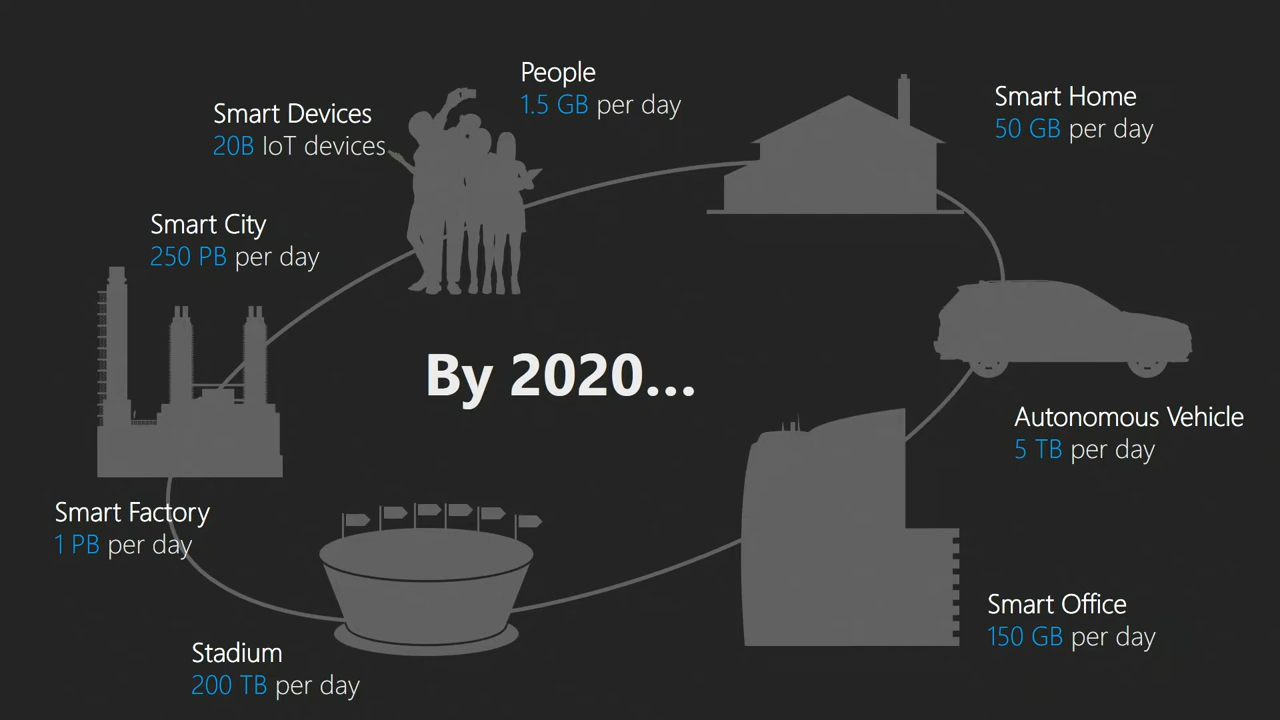 People
1.5 GB per day
Smart Home
50 GB per day
Smart Devices
20B IoT devices
Smart City
250 PB per day
By 2020...
Autonomous Vehicle
5 TB per day
Smart Factory
1 PB per day
Smart Office
150 GB per day
Stadium
200 TB per day